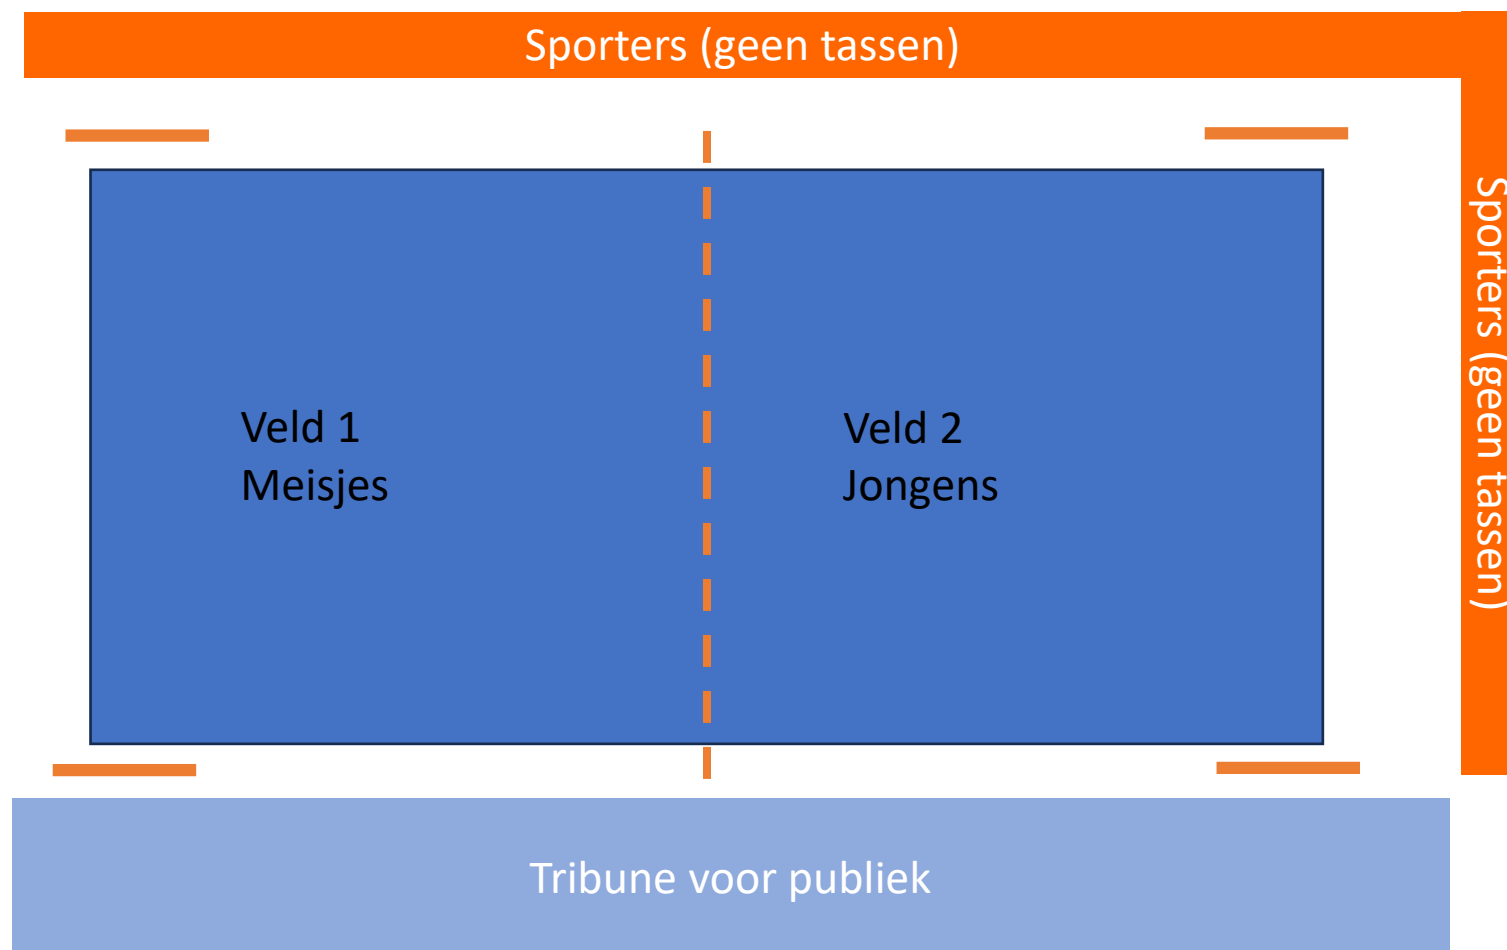 Sporters (geen tassen)
Sporters (geen tassen)
Veld 1
Meisjes
Veld 2
Jongens
Tribune voor publiek